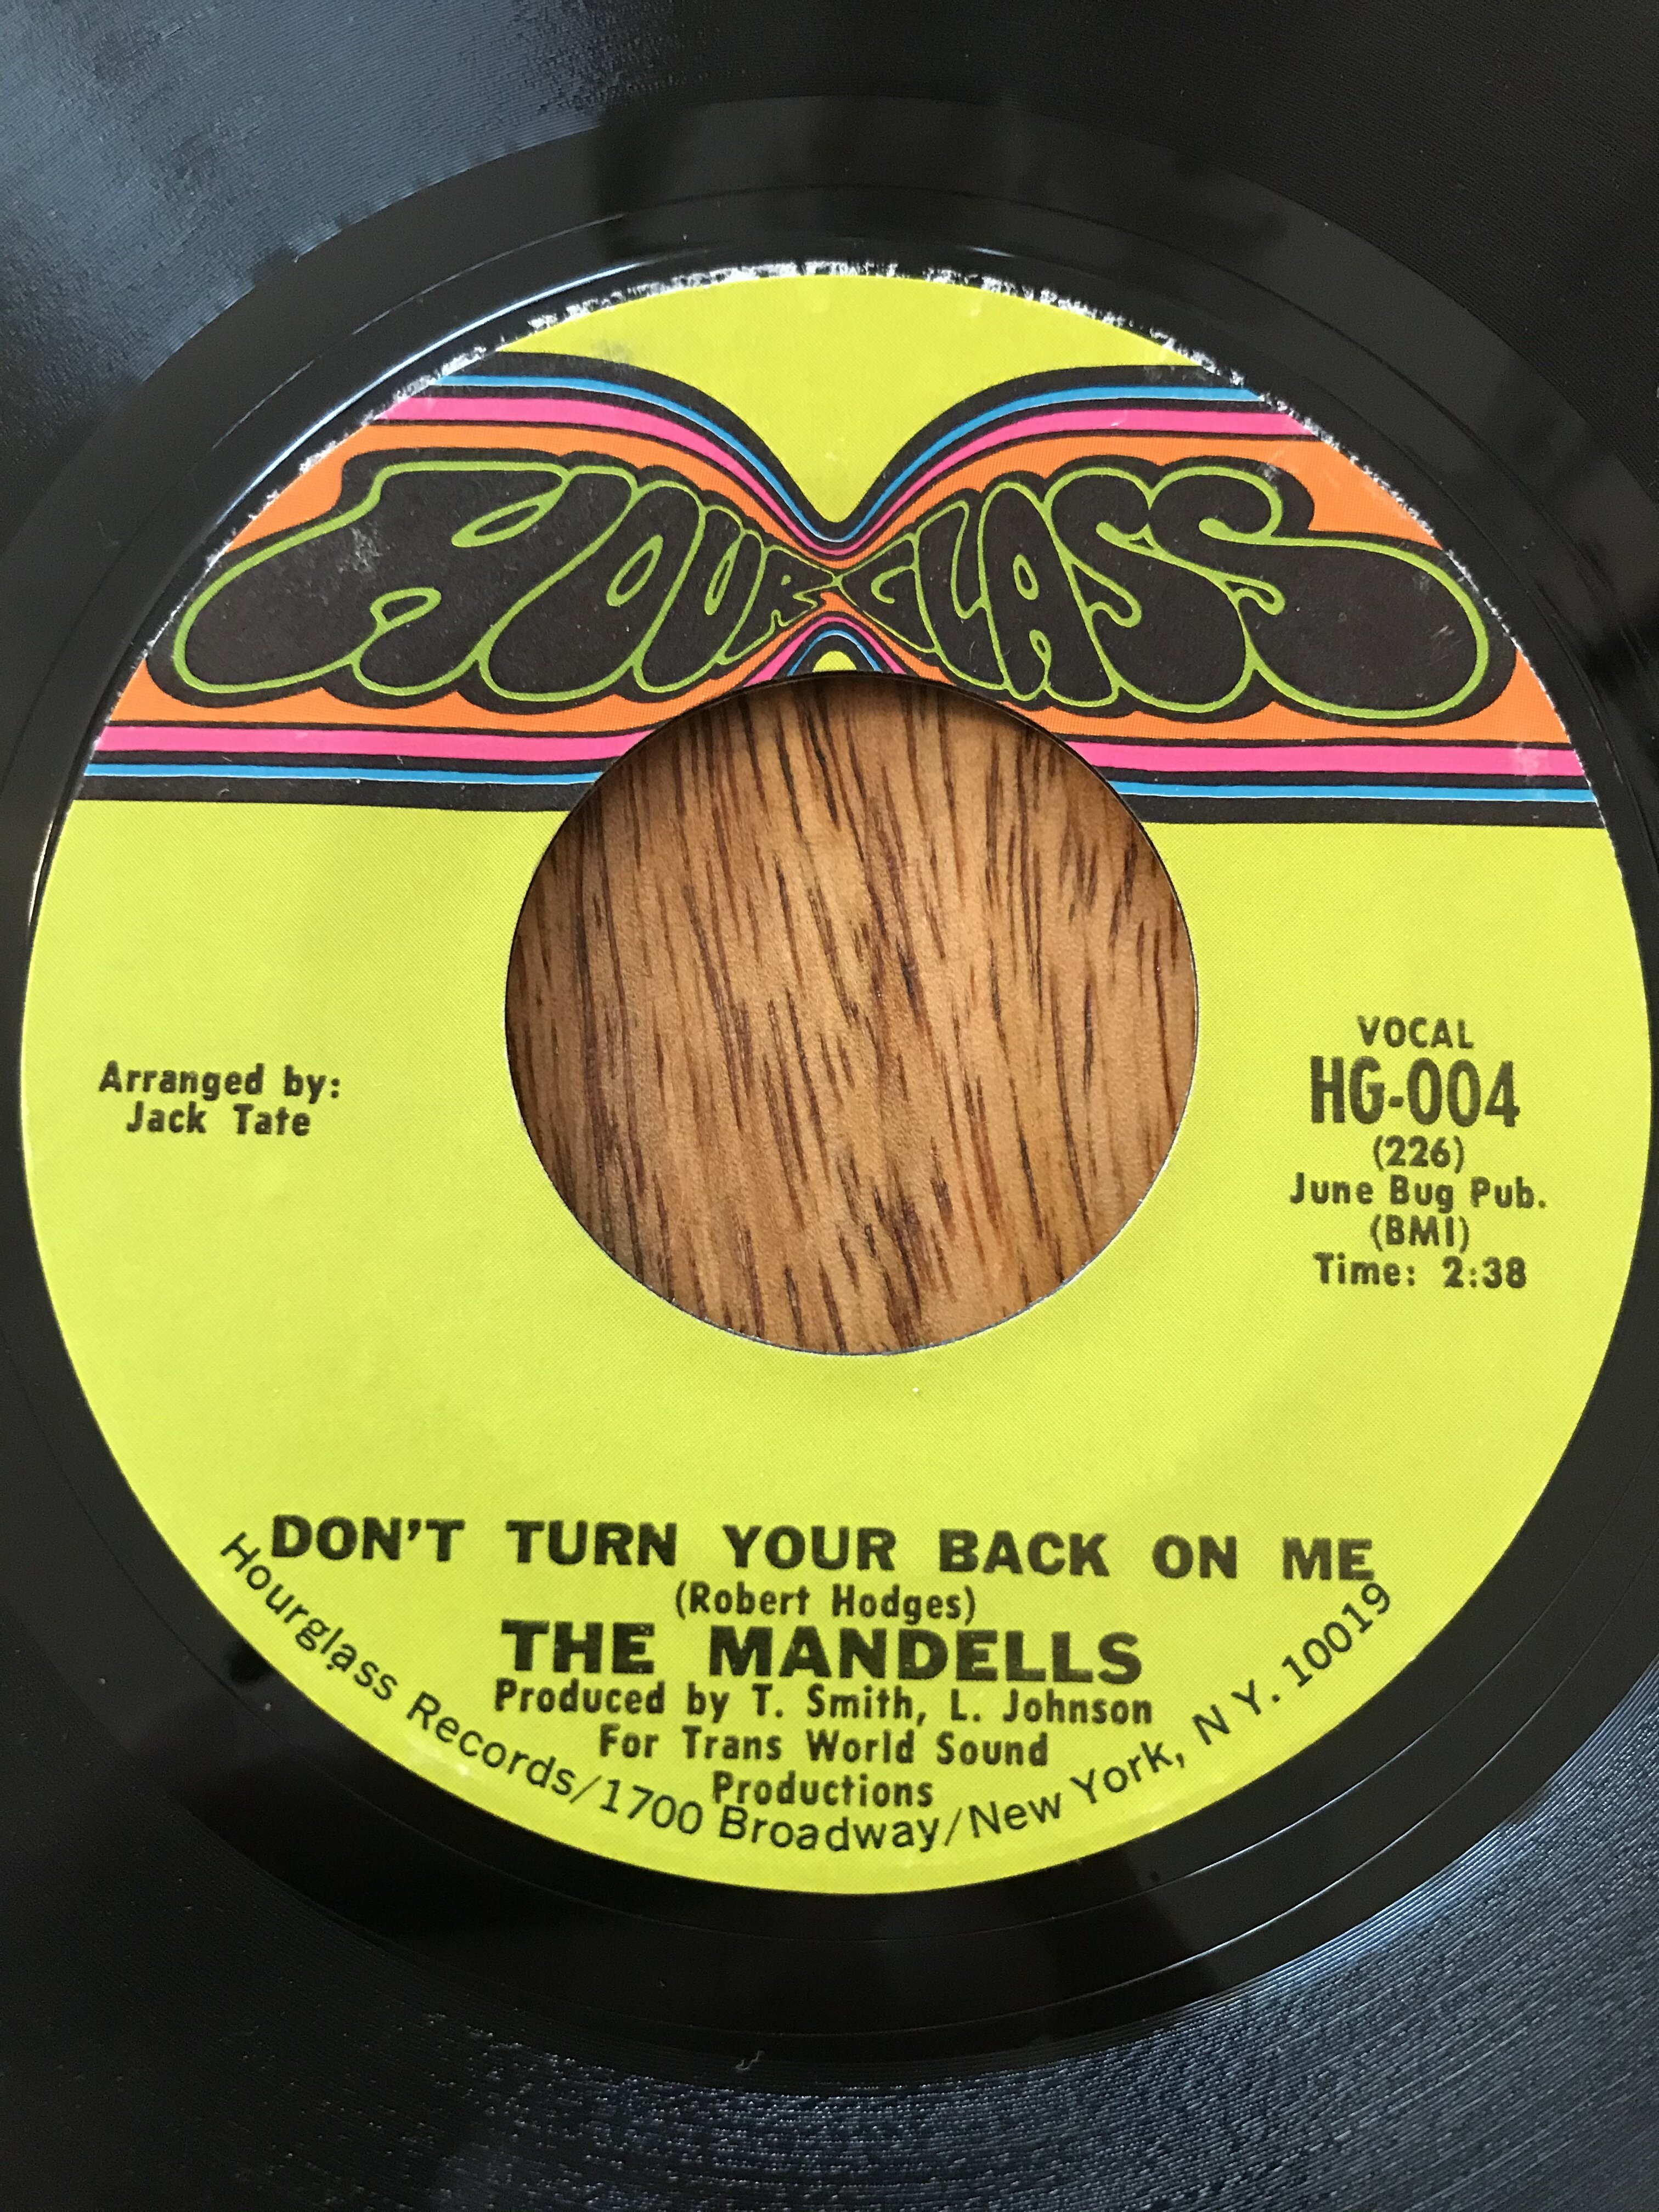 HOURGLASS
Arranged by:
Jack Tate
VOCAL
HG-004
(226)
June Bug Pub.
(BMI)
Time: 2:38
DON'T TURN YOUR BACK ON ME
(Robert Hodges)
THE MANDELLS
Produced by T. Smith, L. Johnson
For Trans World Sound
Productions
Hourglass Records/1700 Broadway/New York, N Y. 10019